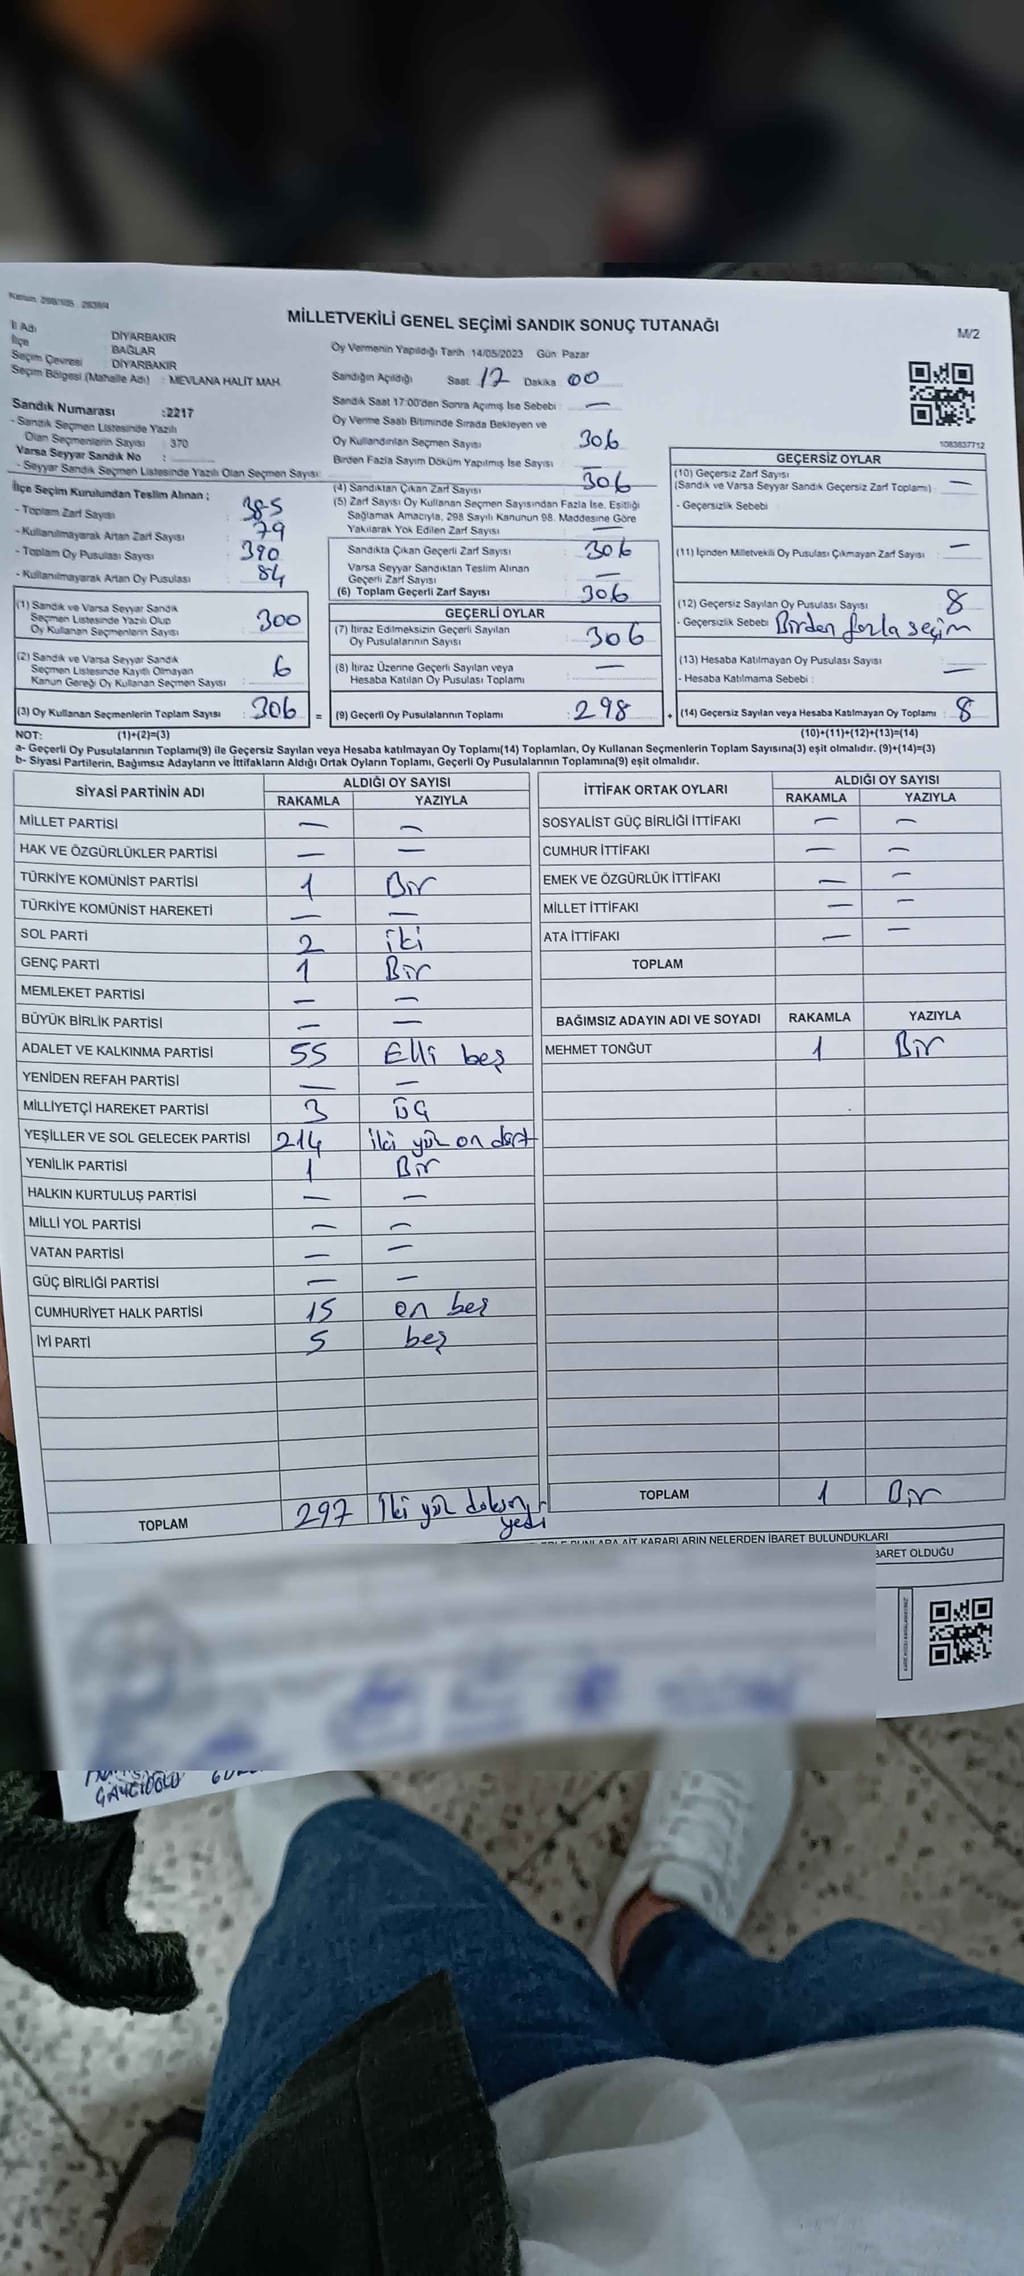 MİLLETVEKİLİ GENEL SEÇİMİ SANDIK SONUÇ TUTANAĞI
M/2
İl Adı DİYARBAKIR
İlçe : BAĞLAR
Seçim Çevresi : DİYARBAKIR
Seçim Bölgesi (Mahalle Adı) : MEVLANA HALİT MAH.
Sandık Numarası :2217
- Sandık Seçmen Listesinde Yazılı
Olan Seçmenlerin Sayısı : 370
Varsa Seyyar Sandık No :
- Seyyar Sandık Seçmen Listesinde Yazılı Olan Seçmen Sayısı:
Oy Vermenin Yapıldığı Tarih 14/05/2023 Gün Pazar
Sandığın Açıldığı Saat 17 Dakika 00
Sandık Saat 17:00'den Sonra Açımış İse Sebebi : —
Oy Verme Saati Bitiminde Sırada Bekleyen ve
Oy Kullandırılan Seçmen Sayısı 306
Birden Fazla Sayım Döküm Yapılmış İse Sayısı —
1083837712
İlçe Seçim Kurulundan Teslim Alınan ;
- Toplam Zarf Sayısı 385
- Kullanılmayarak Artan Zarf Sayısı : 79
- Toplam Oy Pusulası Sayısı : 390
- Kullanılmayarak Artan Oy Pusulası : 84
(4) Sandıktan Çıkan Zarf Sayısı 306
(5) Zarf Sayısı Oy Kullanan Seçmen Sayısından Fazla İse, Eşitliği
Sağlamak Amacıyla, 298 Sayılı Kanunun 98. Maddesine Göre
Yakılarak Yok Edilen Zarf Sayısı —
Sandıkta Çıkan Geçerli Zarf Sayısı : 306
Varsa Seyyar Sandıktan Teslim Alınan
Geçerli Zarf Sayısı : —
(6) Toplam Geçerli Zarf Sayısı : 306
GEÇERSİZ OYLAR
(10) Geçersiz Zarf Sayısı
(Sandık ve Varsa Seyyar Sandık Geçersiz Zarf Toplamı) : —
- Geçersizlik Sebebi
(11) İçinden Milletvekili Oy Pusulası Çıkmayan Zarf Sayısı : —
(12) Geçersiz Sayılan Oy Pusulası Sayısı 8
- Geçersizlik Sebebi Birden fazla seçim
(13) Hesaba Katılmayan Oy Pusulası Sayısı : —
- Hesaba Katılmama Sebebi :
(14) Geçersiz Sayılan veya Hesaba Katılmayan Oy Toplamı : 8
(10)+(11)+(12)+(13)=(14)
(1) Sandık ve Varsa Seyyar Sandık
Seçmen Listesinde Yazılı Olup
Oy Kullanan Seçmenlerin Sayısı : 300
(2) Sandık ve Varsa Seyyar Sandık
Seçmen Listesinde Kayıtlı Olmayan
Kanun Gereği Oy Kullanan Seçmen Sayısı : 6
(3) Oy Kullanan Seçmenlerin Toplam Sayısı : 306 =
GEÇERLİ OYLAR
(7) İtiraz Edilmeksizin Geçerli Sayılan
Oy Pusulalarının Sayısı : 306
(8) İtiraz Üzerine Geçerli Sayılan veya
Hesaba Katılan Oy Pusulası Toplamı : —
(9) Geçerli Oy Pusulalarının Toplamı : 298 +
NOT: (1)+(2)=(3)
a- Geçerli Oy Pusulalarının Toplamı(9) ile Geçersiz Sayılan veya Hesaba katılmayan Oy Toplamı(14) Toplamları, Oy Kullanan Seçmenlerin Toplam Sayısına(3) eşit olmalıdır. (9)+(14)=(3)
b- Siyasi Partilerin, Bağımsız Adayların ve İttifakların Aldığı Ortak Oyların Toplamı, Geçerli Oy Pusulalarının Toplamına(9) eşit olmalıdır.
SİYASİ PARTİNİN ADI ALDIĞI OY SAYISI
RAKAMLA YAZIYLA
MİLLET PARTİSİ — —
HAK VE ÖZGÜRLÜKLER PARTİSİ — —
TÜRKİYE KOMÜNİST PARTİSİ 1 Bir
TÜRKİYE KOMÜNİST HAREKETİ — —
SOL PARTİ 2 iki
GENÇ PARTİ 1 Bir
MEMLEKET PARTİSİ — —
BÜYÜK BİRLİK PARTİSİ — —
ADALET VE KALKINMA PARTİSİ 55 Elli beş
YENİDEN REFAH PARTİSİ — —
MİLLİYETÇİ HAREKET PARTİSİ 3 üç
YEŞİLLER VE SOL GELECEK PARTİSİ 214 iki yüz on dört
YENİLİK PARTİSİ 1 Bir
HALKIN KURTULUŞ PARTİSİ — —
MİLLİ YOL PARTİSİ — —
VATAN PARTİSİ — —
GÜÇ BİRLİĞİ PARTİSİ — —
CUMHURİYET HALK PARTİSİ 15 on beş
İYİ PARTİ 5 beş
TOPLAM 297 İki yüz doksan
yedi
İTTİFAK ORTAK OYLARI ALDIĞI OY SAYISI
RAKAMLA YAZIYLA
SOSYALİST GÜÇ BİRLİĞİ İTTİFAKI — —
CUMHUR İTTİFAKI — —
EMEK VE ÖZGÜRLÜK İTTİFAKI — —
MİLLET İTTİFAKI — —
ATA İTTİFAKI — —
TOPLAM
BAĞIMSIZ ADAYIN ADI VE SOYADI RAKAMLA YAZIYLA
MEHMET TONĞUT 1 Bir
TOPLAM 1 Bir
KARARLARIN NELERDEN İBARET BULUNDUKLARI
BARET OLDUĞU